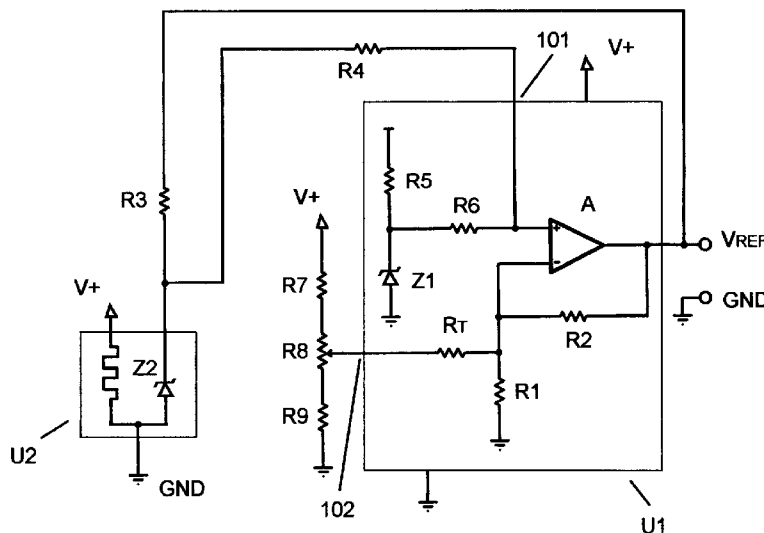 101
V+
R4
R5
R3
V+
R6
A
VREF
Z1
R7
V+
GND
RT
R2
R8
Z2
R1
R9
U2
GND
102
U1